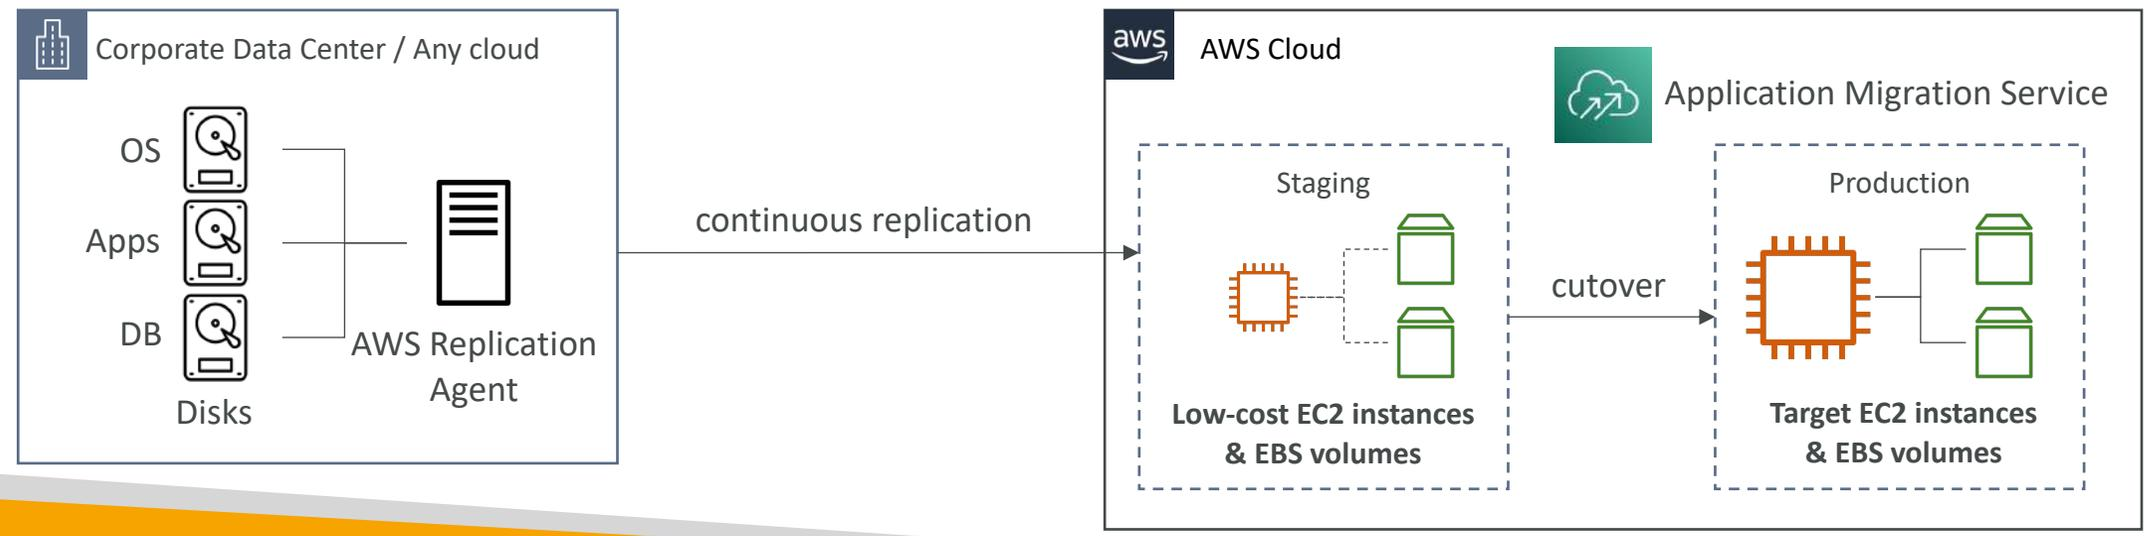 Corporate Data Center / Any cloud
OS
Apps
DB
Disks
AWS Replication
Agent
continuous replication
aws
AWS Cloud
Application Migration Service
Staging
Low-cost EC2 instances
& EBS volumes
cutover
Production
Target EC2 instances
& EBS volumes